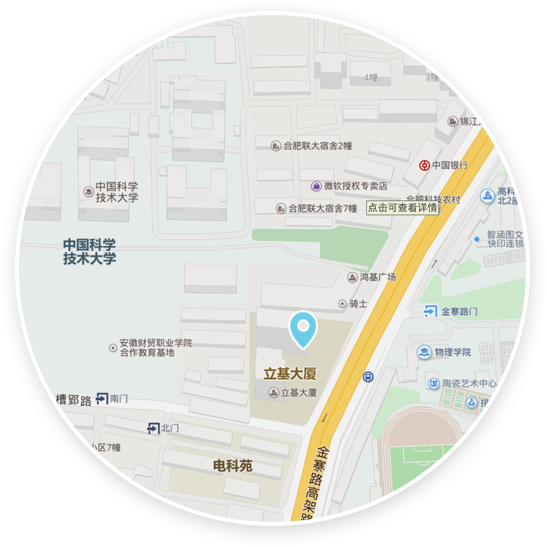 4幢
3幢
锦江
合肥联大宿舍2幢
中国银行
中国科学
技术大学
微软授权专卖店
高科
北2座
合肥科技农村
点击可查看详情
合肥联大宿舍7幢
智涵图文
快印连锁
中国科学
技术大学
鸿基广场
骑士
金寨路门
安徽财贸职业学院
合作教育基地
物理学院
立基大厦
陶瓷艺术中心
立基大厦
槽郢路
南门
北门
小区7幢
电科苑
金寨路高架路